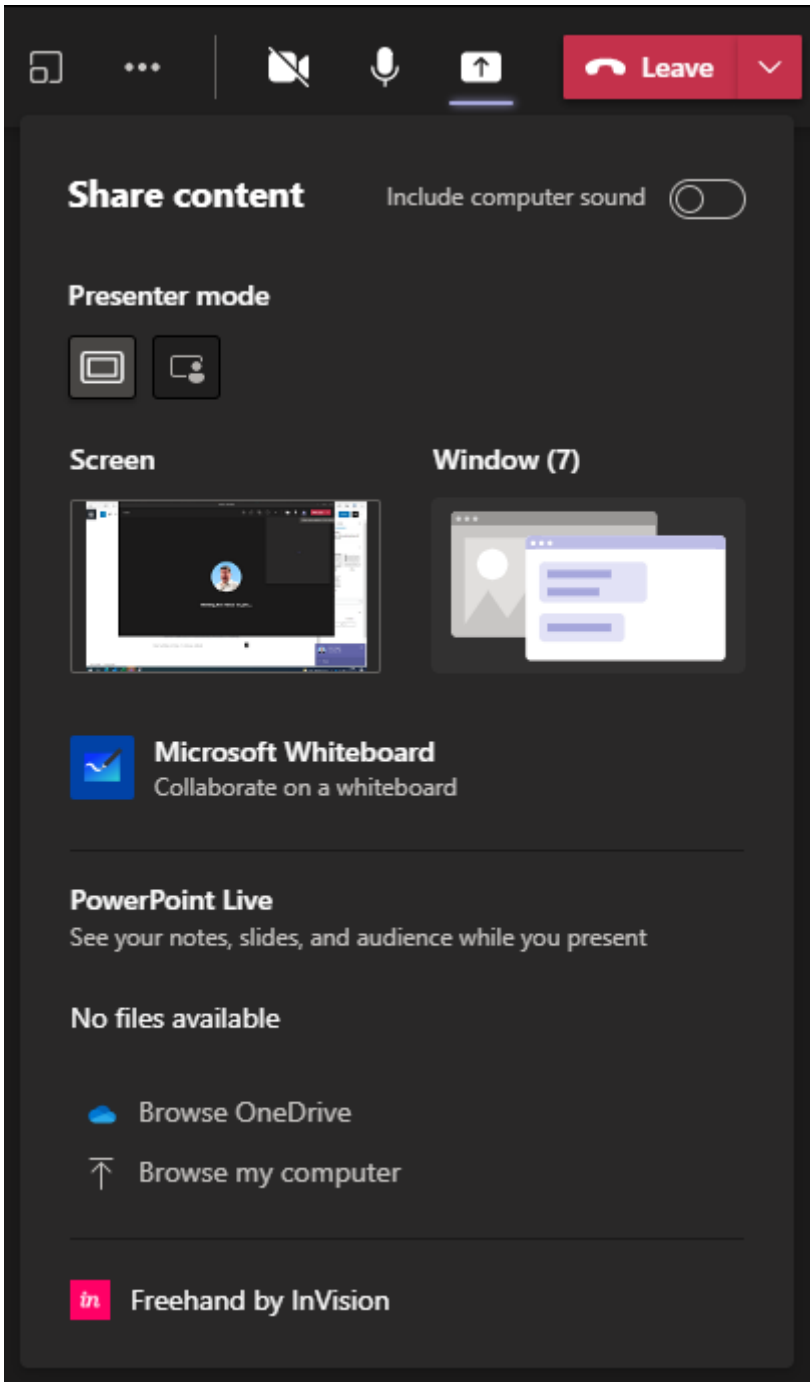 Leave
Share content
Include computer sound
Presenter mode
Screen
Window (7)
Microsoft Whiteboard
Collaborate on a whiteboard
PowerPoint Live
See your notes, slides, and audience while you present
No files available
Browse OneDrive
Browse my computer
in
Freehand by InVision